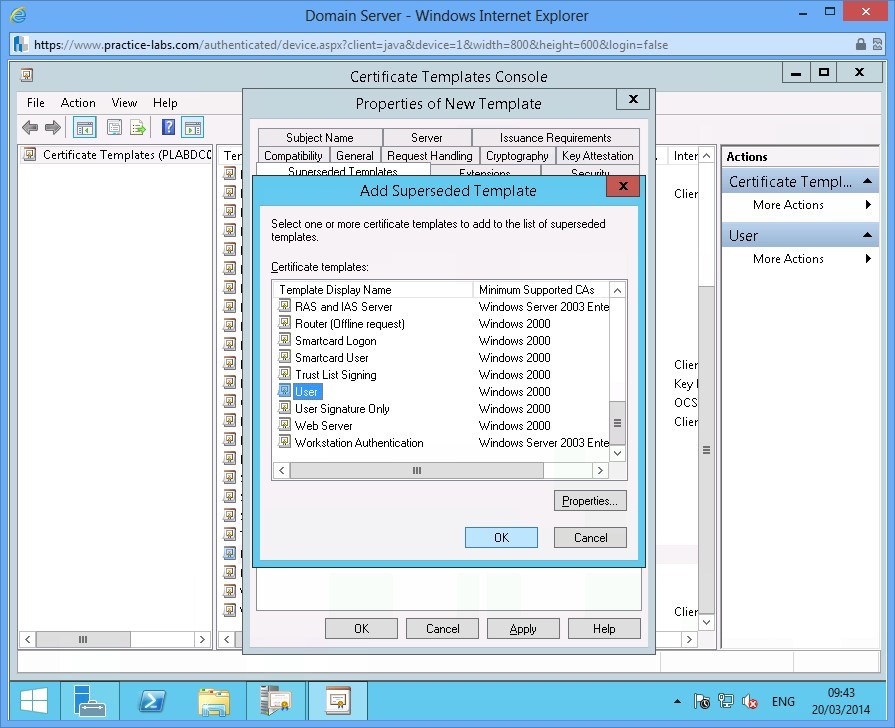 Domain Server - Windows Internet Explorer
https://www.practice-labs.com/authenticated/device.aspx?client=java&device=1&width=800&height=600&login=false
Certificate Templates Console
File Action View Help
Properties of New Template
Certificate Templates (PLABDC0
Subject Name Server Issuance Requirements
Compatibility General Request Handling Cryptography Key Attestation
Superseded Templates Extensions Security
Add Superseded Template
Select one or more certificate templates to add to the list of superseded
templates.
Certificate templates:
Template Display Name Minimum Supported CAs
RAS and IAS Server Windows Server 2003 Ente
Router (Offline request) Windows 2000
Smartcard Logon Windows 2000
Smartcard User Windows 2000
Trust List Signing Windows 2000
User Windows 2000
User Signature Only Windows 2000
Web Server Windows 2000
Workstation Authentication Windows Server 2003 Ente
Properties...
OK Cancel
OK Cancel Apply Help
Inter
Clier
Clier
Key
OCS
Clier
Clier
Actions
Certificate Templ...
More Actions
User
More Actions
ENG
09:43
20/03/2014